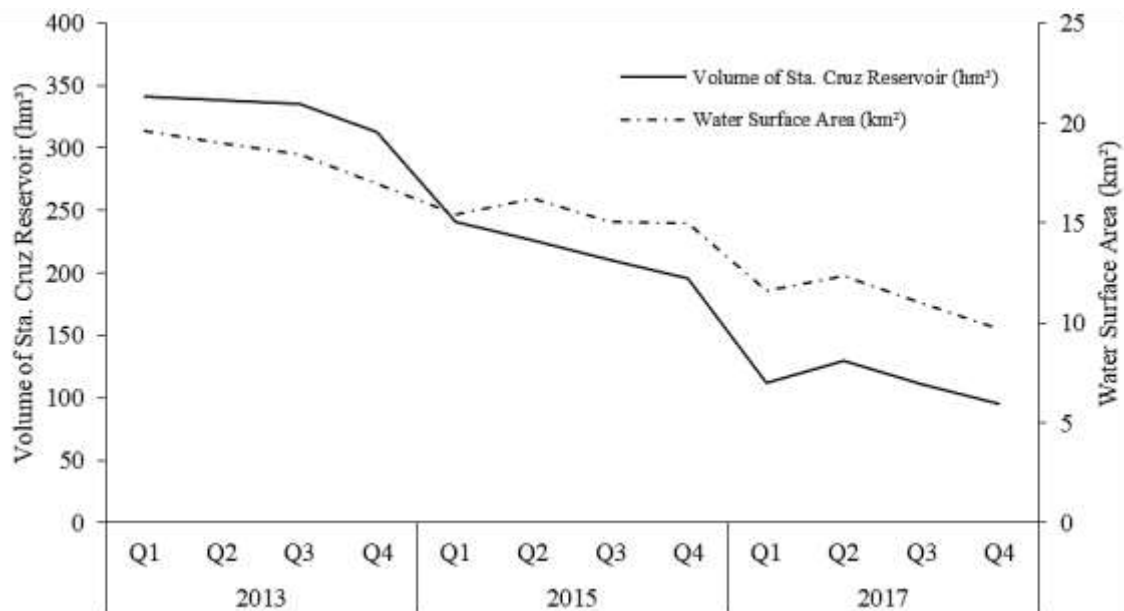 Volume of Sta. Cruz Reservoir (hm³)
400
350
300
250
200
150
100
50
0
Volume of Sta. Cruz Reservoir (hm³)
Water Surface Area (km²)
25
20
15
10
5
0
Water Surface Area (km²)
Q1 Q2 Q3 Q4 Q1 Q2 Q3 Q4 Q1 Q2 Q3 Q4
2013 2015 2017